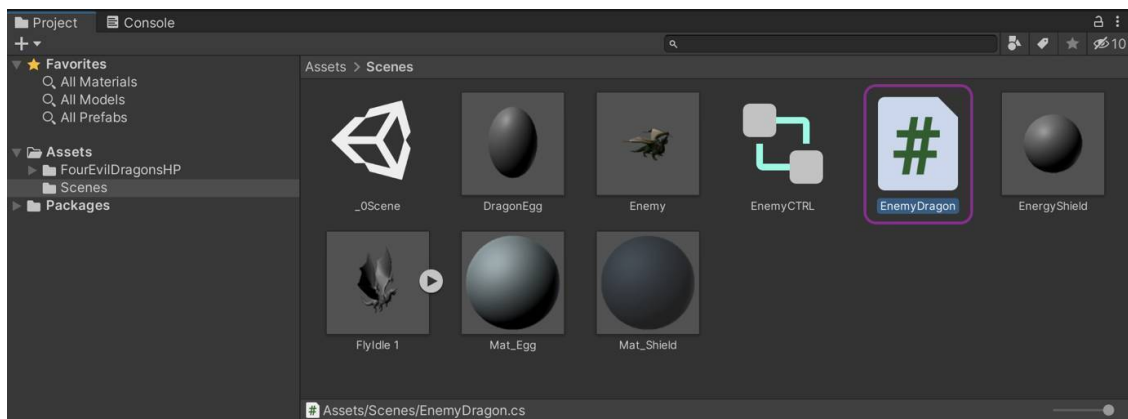 Project
Console
10
Favorites
All Materials
All Models
All Prefabs
Assets
FourEvilDragonsHP
Scenes
Packages
Assets > Scenes
_0Scene
DragonEgg
Enemy
EnemyCTRL
#
EnemyDragon
EnergyShield
FlyIdle 1
Mat_Egg
Mat_Shield
# Assets/Scenes/EnemyDragon.cs